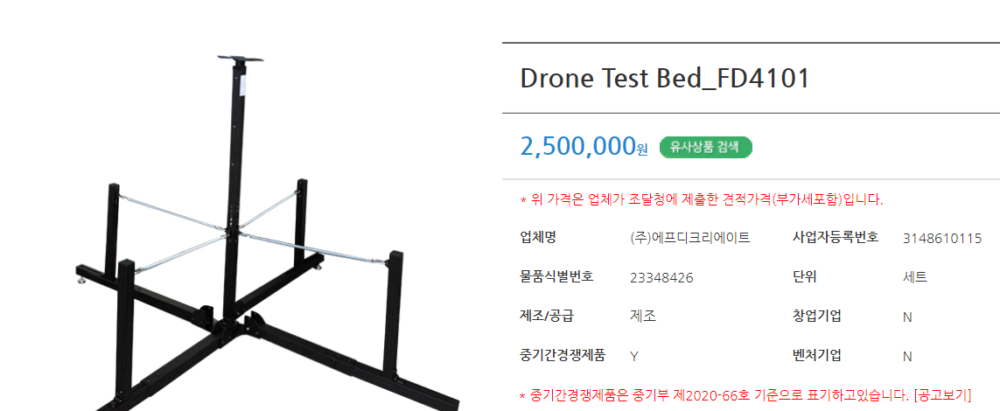 Drone Test Bed_FD4101
2,500,000원 유사상품 검색
* 위 가격은 업체가 조달청에 제출한 견적가격(부가세포함)입니다.
업체명 (주)에프디크리에이트 사업자등록번호 3148610115
물품식별번호 23348426 단위 세트
제조/공급 제조 창업기업 N
중기간경쟁제품 Y 벤처기업 N
* 중기간경쟁제품은 중기부 제2020-66호 기준으로 표기하고있습니다. [공고보기]